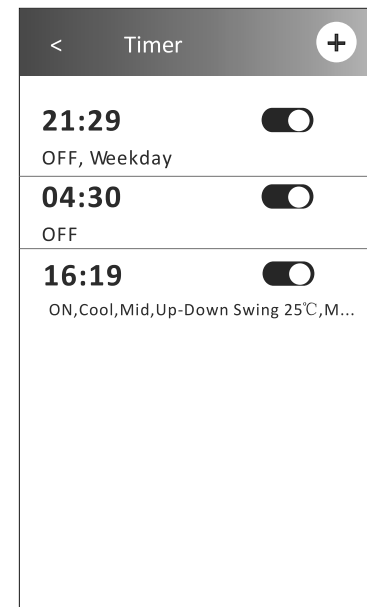 < Timer +
21:29
OFF, Weekday
04:30
OFF
16:19
ON,Cool,Mid,Up-Down Swing 25℃,M...